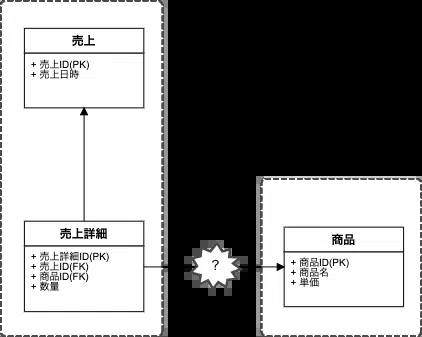 売上
+ 売上ID(PK)
+ 売上日時
売上詳細
+ 売上詳細ID(PK)
+ 売上ID(FK)
+ 商品ID(FK)
+ 数量
?
商品
+ 商品ID(PK)
+ 商品名
+ 単価